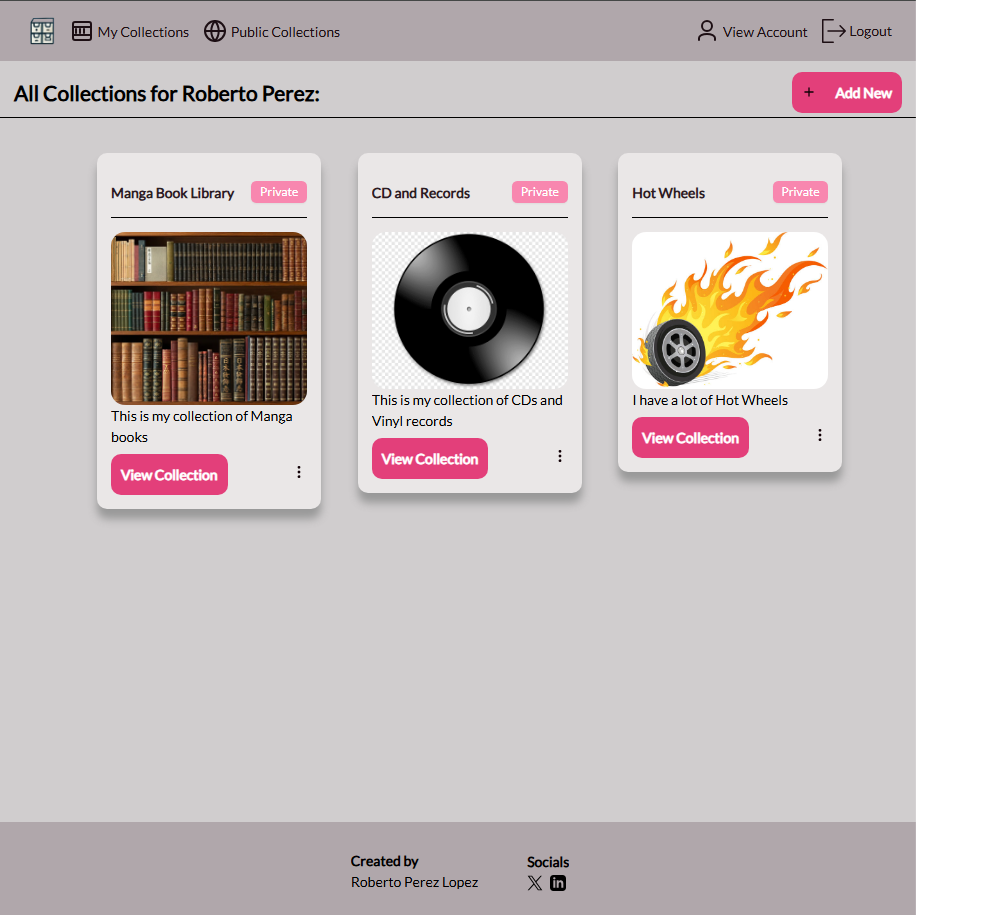 My Collections
Public Collections
View Account
Logout
All Collections for Roberto Perez:
+ Add New
Manga Book Library
Private
This is my collection of Manga
books
View Collection
CD and Records
Private
This is my collection of CDs and
Vinyl records
View Collection
Hot Wheels
Private
I have a lot of Hot Wheels
View Collection
Created by
Roberto Perez Lopez
Socials